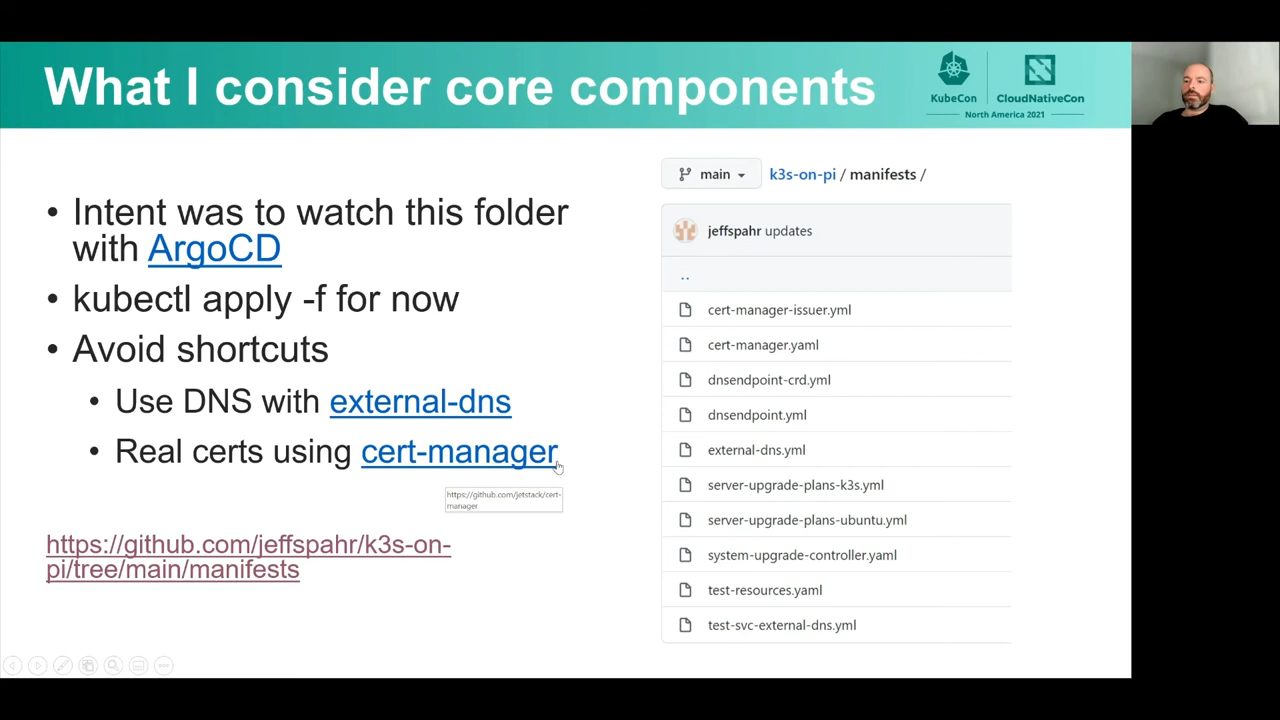 What I consider core components
KubeCon
CloudNativeCon
North America 2021
• Intent was to watch this folder
with ArgoCD
• kubectl apply -f for now
• Avoid shortcuts
• Use DNS with external-dns
• Real certs using cert-manager
https://github.com/jetstack/cert-
manager
https://github.com/jeffspahr/k3s-on-
pi/tree/main/manifests
main
k3s-on-pi / manifests /
jeffspahr updates
..
cert-manager-issuer.yml
cert-manager.yaml
dnsendpoint-crd.yml
dnsendpoint.yml
external-dns.yml
server-upgrade-plans-k3s.yml
server-upgrade-plans-ubuntu.yml
system-upgrade-controller.yaml
test-resources.yaml
test-svc-external-dns.yml